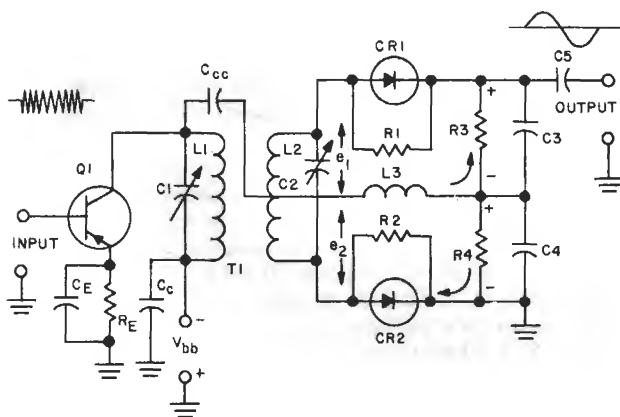 CR1
C5
OUTPUT
CCC
R1
R3
C3
L1
L2
Q1
C1
C2
e1
L3
INPUT
R2
e2
R4
C4
T1
CE
RE
CC
Vbb
CR2
+
-
+
-
-
+